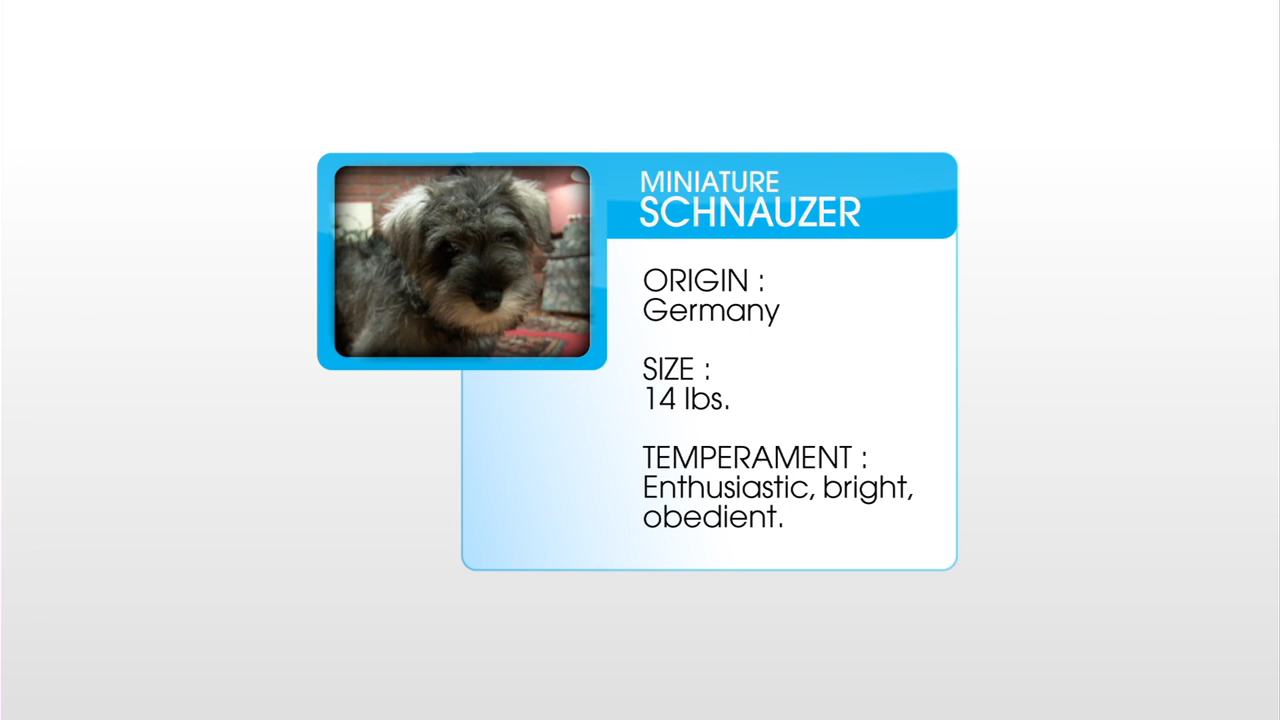 MINIATURE
SCHNAUZER
ORIGIN :
Germany
SIZE :
14 lbs.
TEMPERAMENT :
Enthusiastic, bright,
obedient.